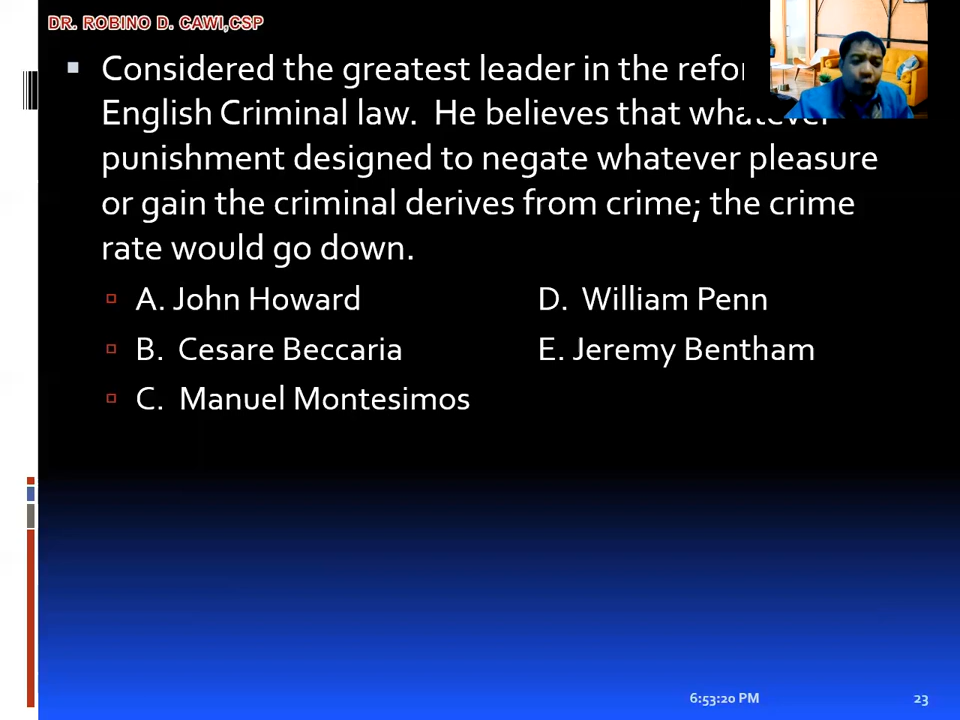 DR. ROBINO D. CAWI,CSP
Considered the greatest leader in the
English Criminal law. He believes that whatever
punishment designed to negate whatever pleasure
or gain the criminal derives from crime; the crime
rate would go down.
A. John Howard D. William Penn
B. Cesare Beccaria E. Jeremy Bentham
C. Manuel Montesimos
6:53:20 PM 23